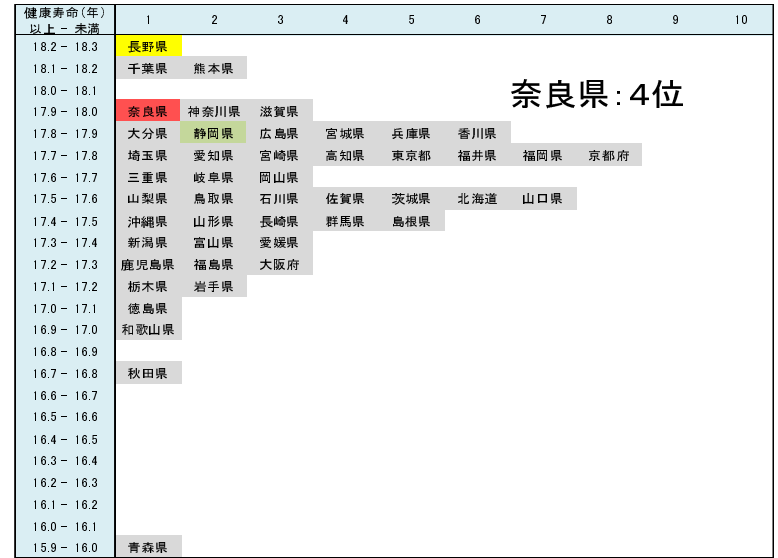 健康寿命(年) 1 2 3 4 5 6 7 8 9 10
以上 − 未満
18.2 − 18.3 長野県
18.1 − 18.2 千葉県 熊本県
18.0 − 18.1
奈良県:4位
17.9 − 18.0 奈良県 神奈川県 滋賀県
17.8 − 17.9 大分県 静岡県 広島県 宮城県 兵庫県 香川県
17.7 − 17.8 埼玉県 愛知県 宮崎県 高知県 東京都 福井県 福岡県 京都府
17.6 − 17.7 三重県 岐阜県 岡山県
17.5 − 17.6 山梨県 鳥取県 石川県 佐賀県 茨城県 北海道 山口県
17.4 − 17.5 沖縄県 山形県 長崎県 群馬県 島根県
17.3 − 17.4 新潟県 富山県 愛媛県
17.2 − 17.3 鹿児島県 福島県 大阪府
17.1 − 17.2 栃木県 岩手県
17.0 − 17.1 徳島県
16.9 − 17.0 和歌山県
16.8 − 16.9
16.7 − 16.8 秋田県
16.6 − 16.7
16.5 − 16.6
16.4 − 16.5
16.3 − 16.4
16.2 − 16.3
16.1 − 16.2
16.0 − 16.1
15.9 − 16.0 青森県